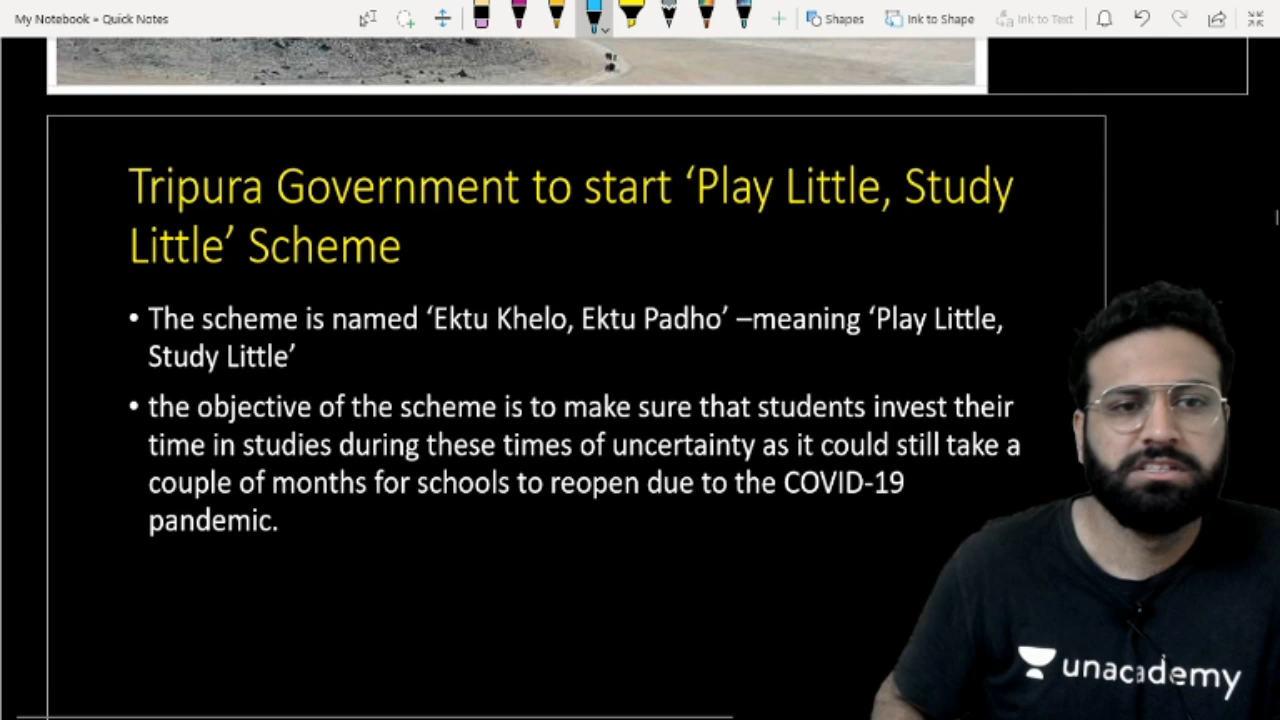 My Notebook » Quick Notes
Shapes
Ink to Shape
Ink to Text
Tripura Government to start ‘Play Little, Study
Little’ Scheme
• The scheme is named ‘Ektu Khelo, Ektu Padho’ –meaning ‘Play Little,
Study Little’
• the objective of the scheme is to make sure that students invest their
time in studies during these times of uncertainty as it could still take a
couple of months for schools to reopen due to the COVID-19
pandemic.
unacademy